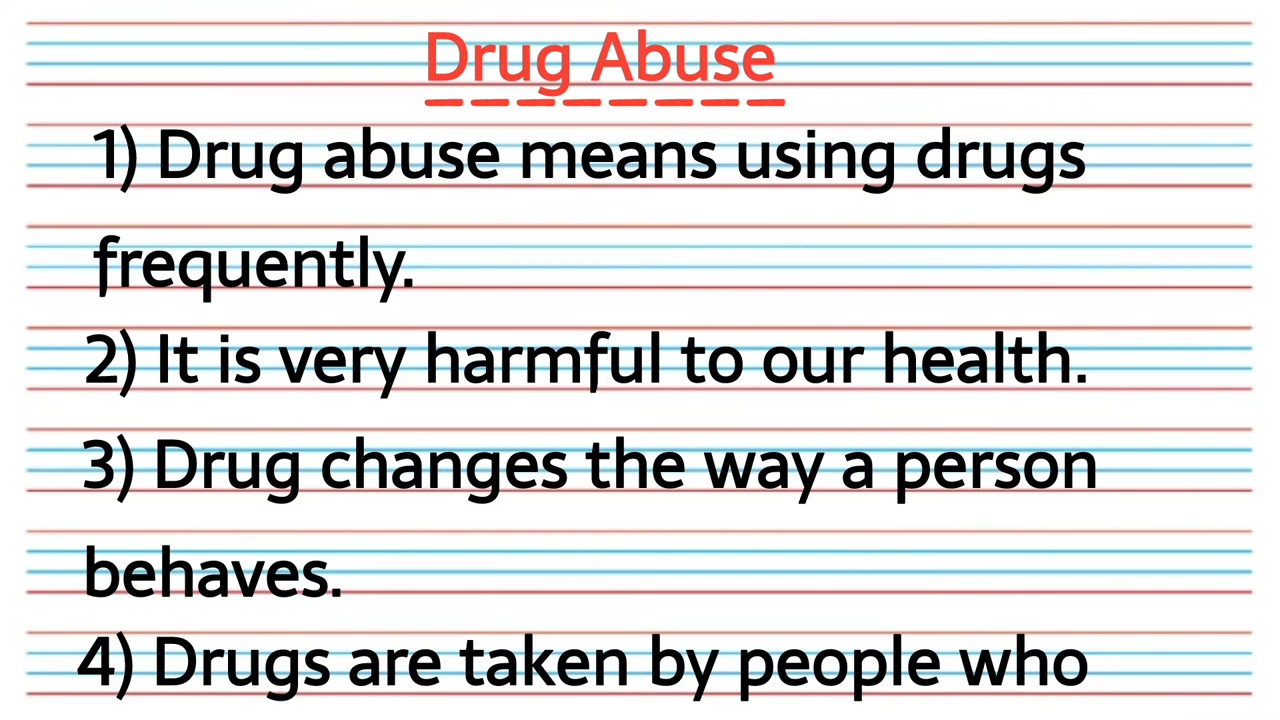 Drug Abuse
1) Drug abuse means using drugs
frequently.
2) It is very harmful to our health.
3) Drug changes the way a person
behaves.
4) Drugs are taken by people who